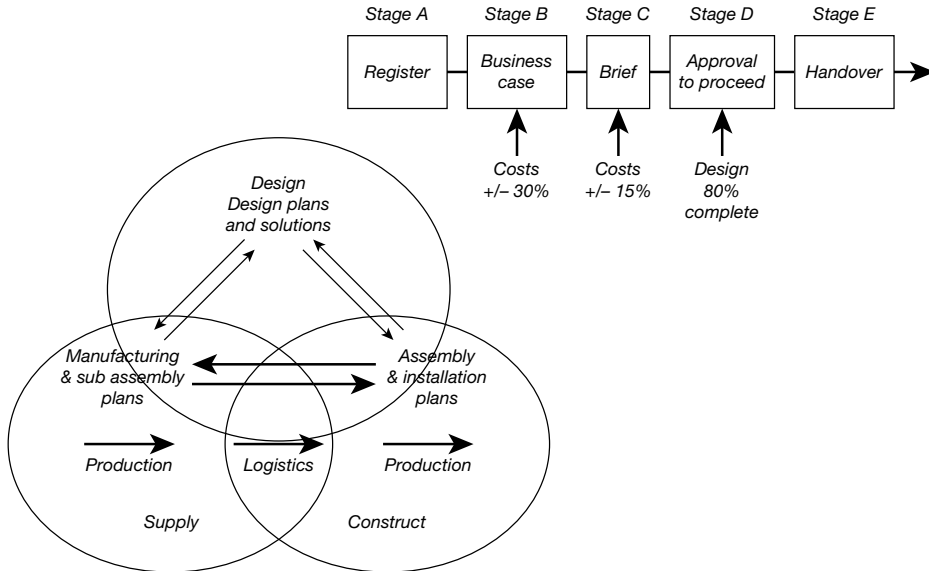 Stage A
Stage B
Stage C
Stage D
Stage E
Register
Business
case
Brief
Approval
to proceed
Handover
Costs
+/– 30%
Costs
+/– 15%
Design
80%
complete
Design
Design plans
and solutions
Manufacturing
& sub assembly
plans
Assembly
& installation
plans
Production
Logistics
Production
Supply
Construct